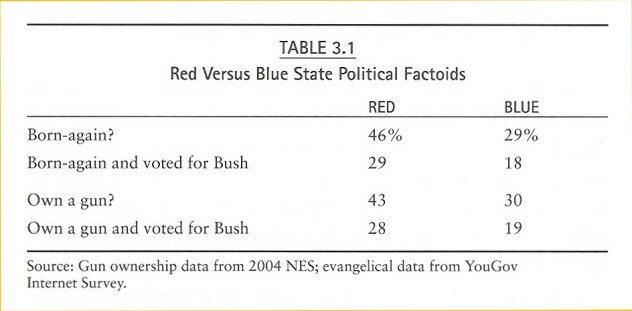 TABLE 3.1
Red Versus Blue State Political Factoids
RED BLUE
Born-again? 46% 29%
Born-again and voted for Bush 29 18
Own a gun? 43 30
Own a gun and voted for Bush 28 19
Source: Gun ownership data from 2004 NES; evangelical data from YouGov
Internet Survey.